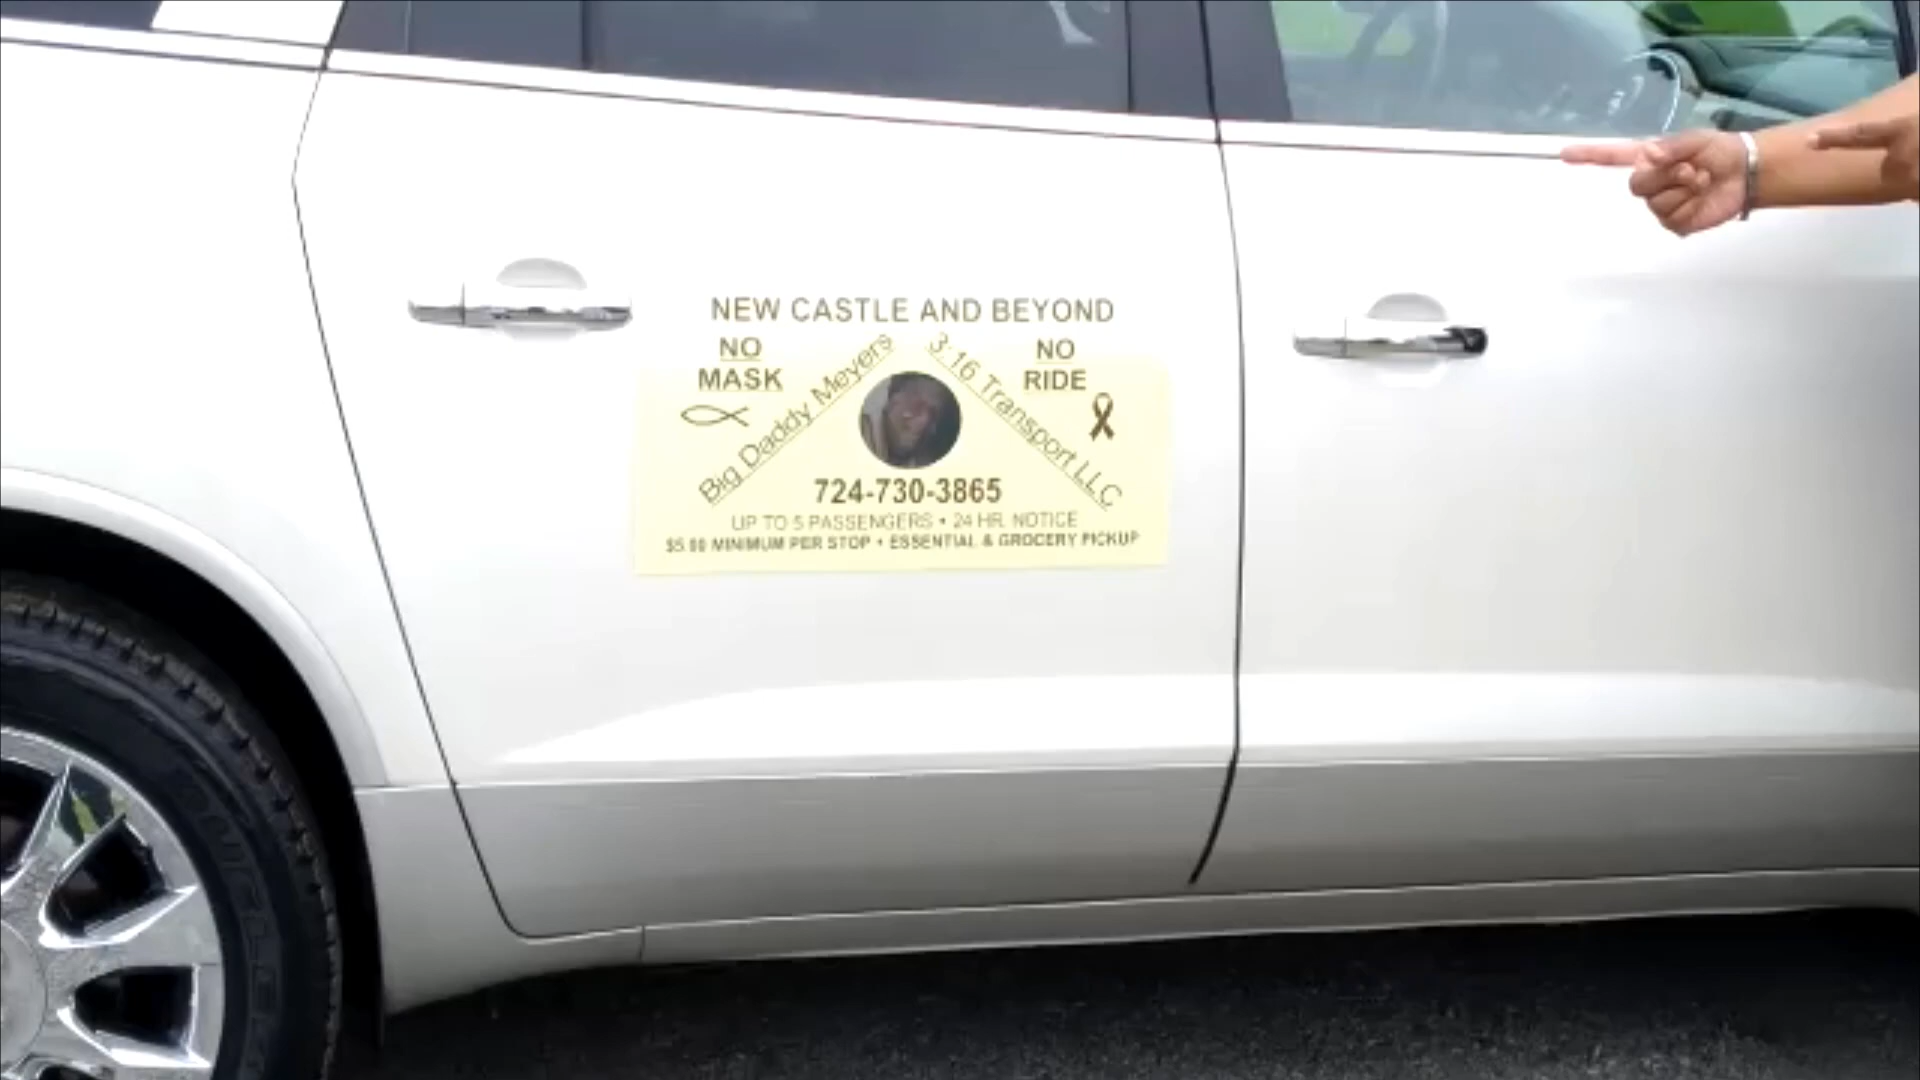 NEW CASTLE AND BEYOND
NO MASK
NO RIDE
Big Daddy Meyers
3:16 Transport LLC
724-730-3865
UP TO 5 PASSENGERS • 24 HR. NOTICE
$5.00 MINIMUM PER STOP • ESSENTIAL & GROCERY PICKUP